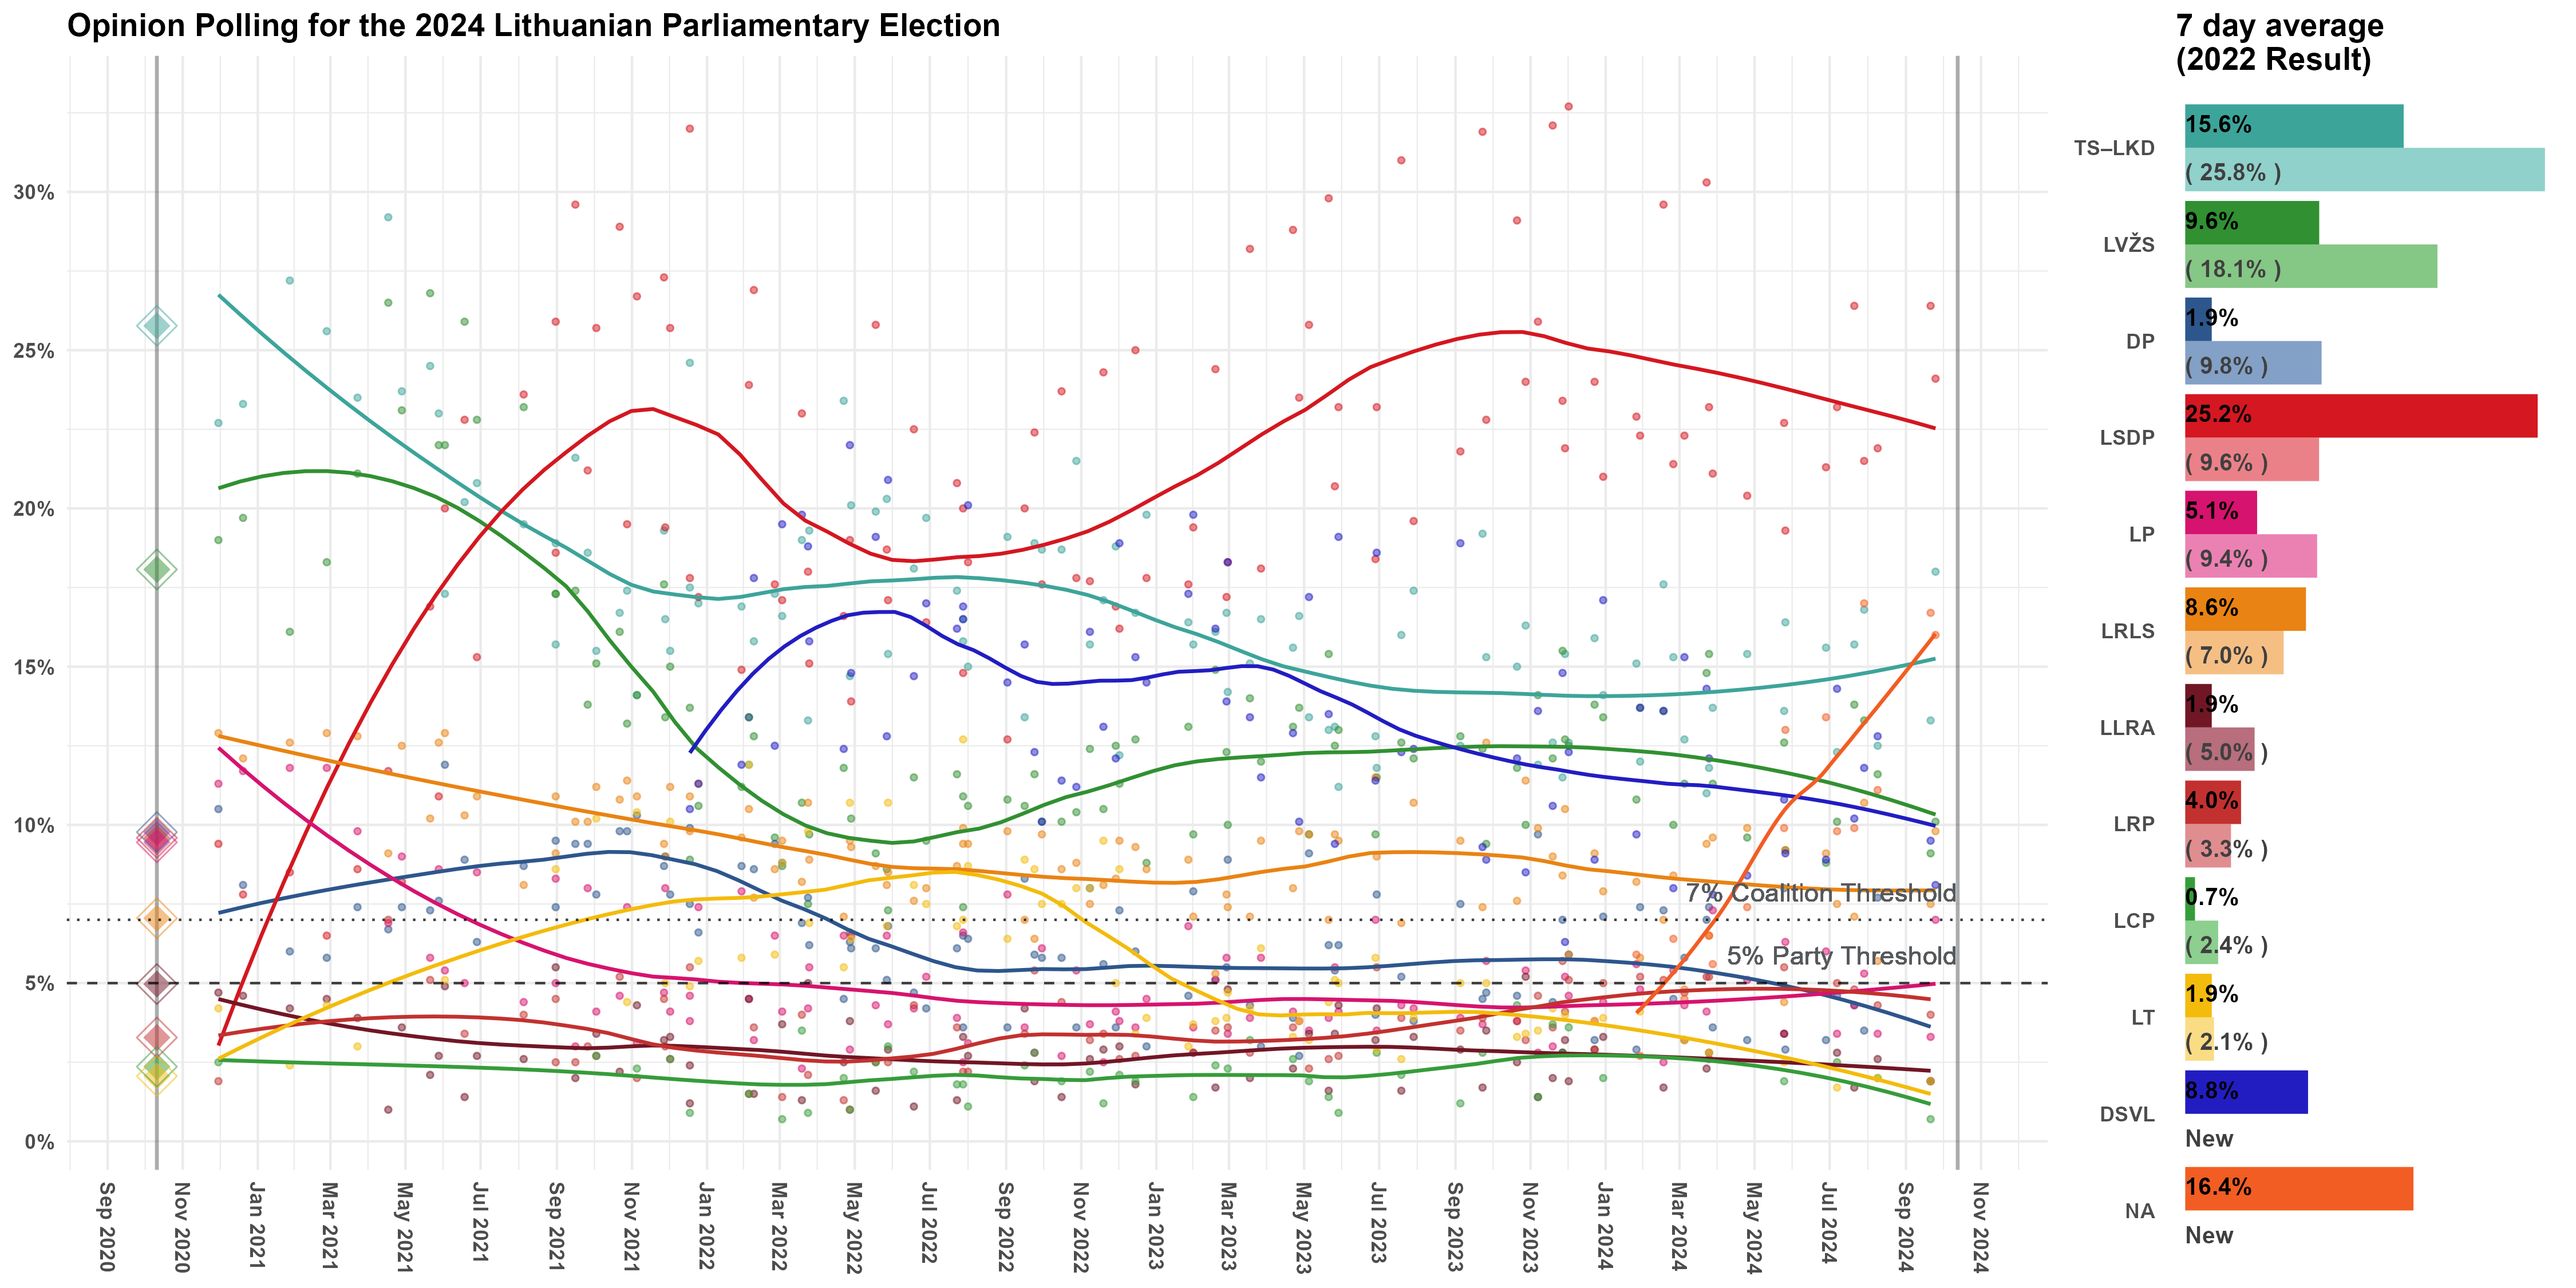 Opinion Polling for the 2024 Lithuanian Parliamentary Election
30%
25%
20%
15%
10%
5%
0%
7% Coalition Threshold
5% Party Threshold
Sep 2020
Nov 2020
Jan 2021
Mar 2021
May 2021
Jul 2021
Sep 2021
Nov 2021
Jan 2022
Mar 2022
May 2022
Jul 2022
Sep 2022
Nov 2022
Jan 2023
Mar 2023
May 2023
Jul 2023
Sep 2023
Nov 2023
Jan 2024
Mar 2024
May 2024
Jul 2024
Sep 2024
Nov 2024
7 day average
(2022 Result)
TS–LKD
15.6%
( 25.8% )
LVŽS
9.6%
( 18.1% )
DP
1.9%
( 9.8% )
LSDP
25.2%
( 9.6% )
LP
5.1%
( 9.4% )
LRLS
8.6%
( 7.0% )
LLRA
1.9%
( 5.0% )
LRP
4.0%
( 3.3% )
LCP
0.7%
( 2.4% )
LT
1.9%
( 2.1% )
DSVL
8.8%
New
NA
16.4%
New